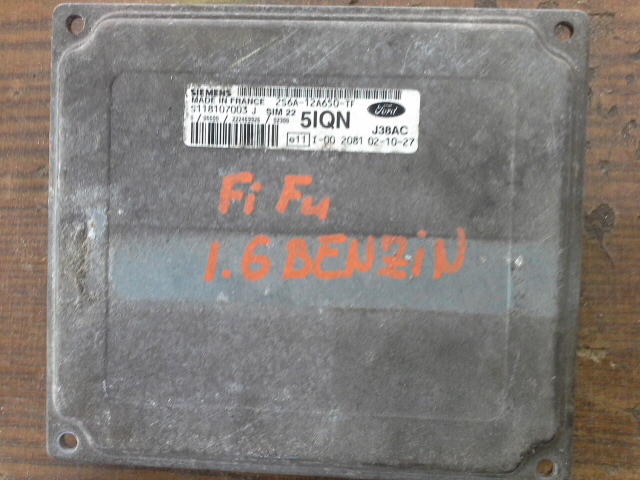 SIEMENS
MADE IN FRANCE 2S6A-12A650-TF
S118107003 J SIM 22 5IQN Ford
J38AC
e11 I-00 2081 02-10-27
Fi Fu
1.6 BENZiN